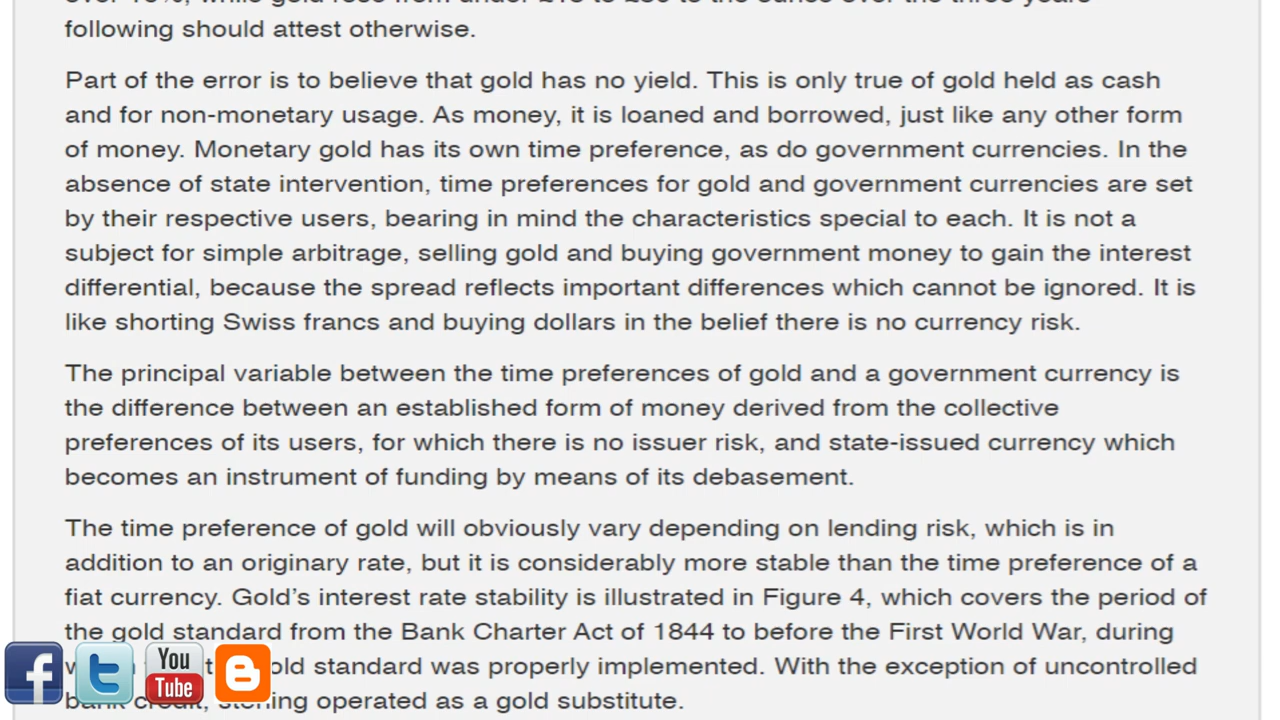 following should attest otherwise.
Part of the error is to believe that gold has no yield. This is only true of gold held as cash
and for non-monetary usage. As money, it is loaned and borrowed, just like any other form
of money. Monetary gold has its own time preference, as do government currencies. In the
absence of state intervention, time preferences for gold and government currencies are set
by their respective users, bearing in mind the characteristics special to each. It is not a
subject for simple arbitrage, selling gold and buying government money to gain the interest
differential, because the spread reflects important differences which cannot be ignored. It is
like shorting Swiss francs and buying dollars in the belief there is no currency risk.
The principal variable between the time preferences of gold and a government currency is
the difference between an established form of money derived from the collective
preferences of its users, for which there is no issuer risk, and state-issued currency which
becomes an instrument of funding by means of its debasement.
The time preference of gold will obviously vary depending on lending risk, which is in
addition to an originary rate, but it is considerably more stable than the time preference of a
fiat currency. Gold's interest rate stability is illustrated in Figure 4, which covers the period of
the gold standard from the Bank Charter Act of 1844 to before the First World War, during
standard was properly implemented. With the exception of uncontrolled
operated as a gold substitute.
You
Tube